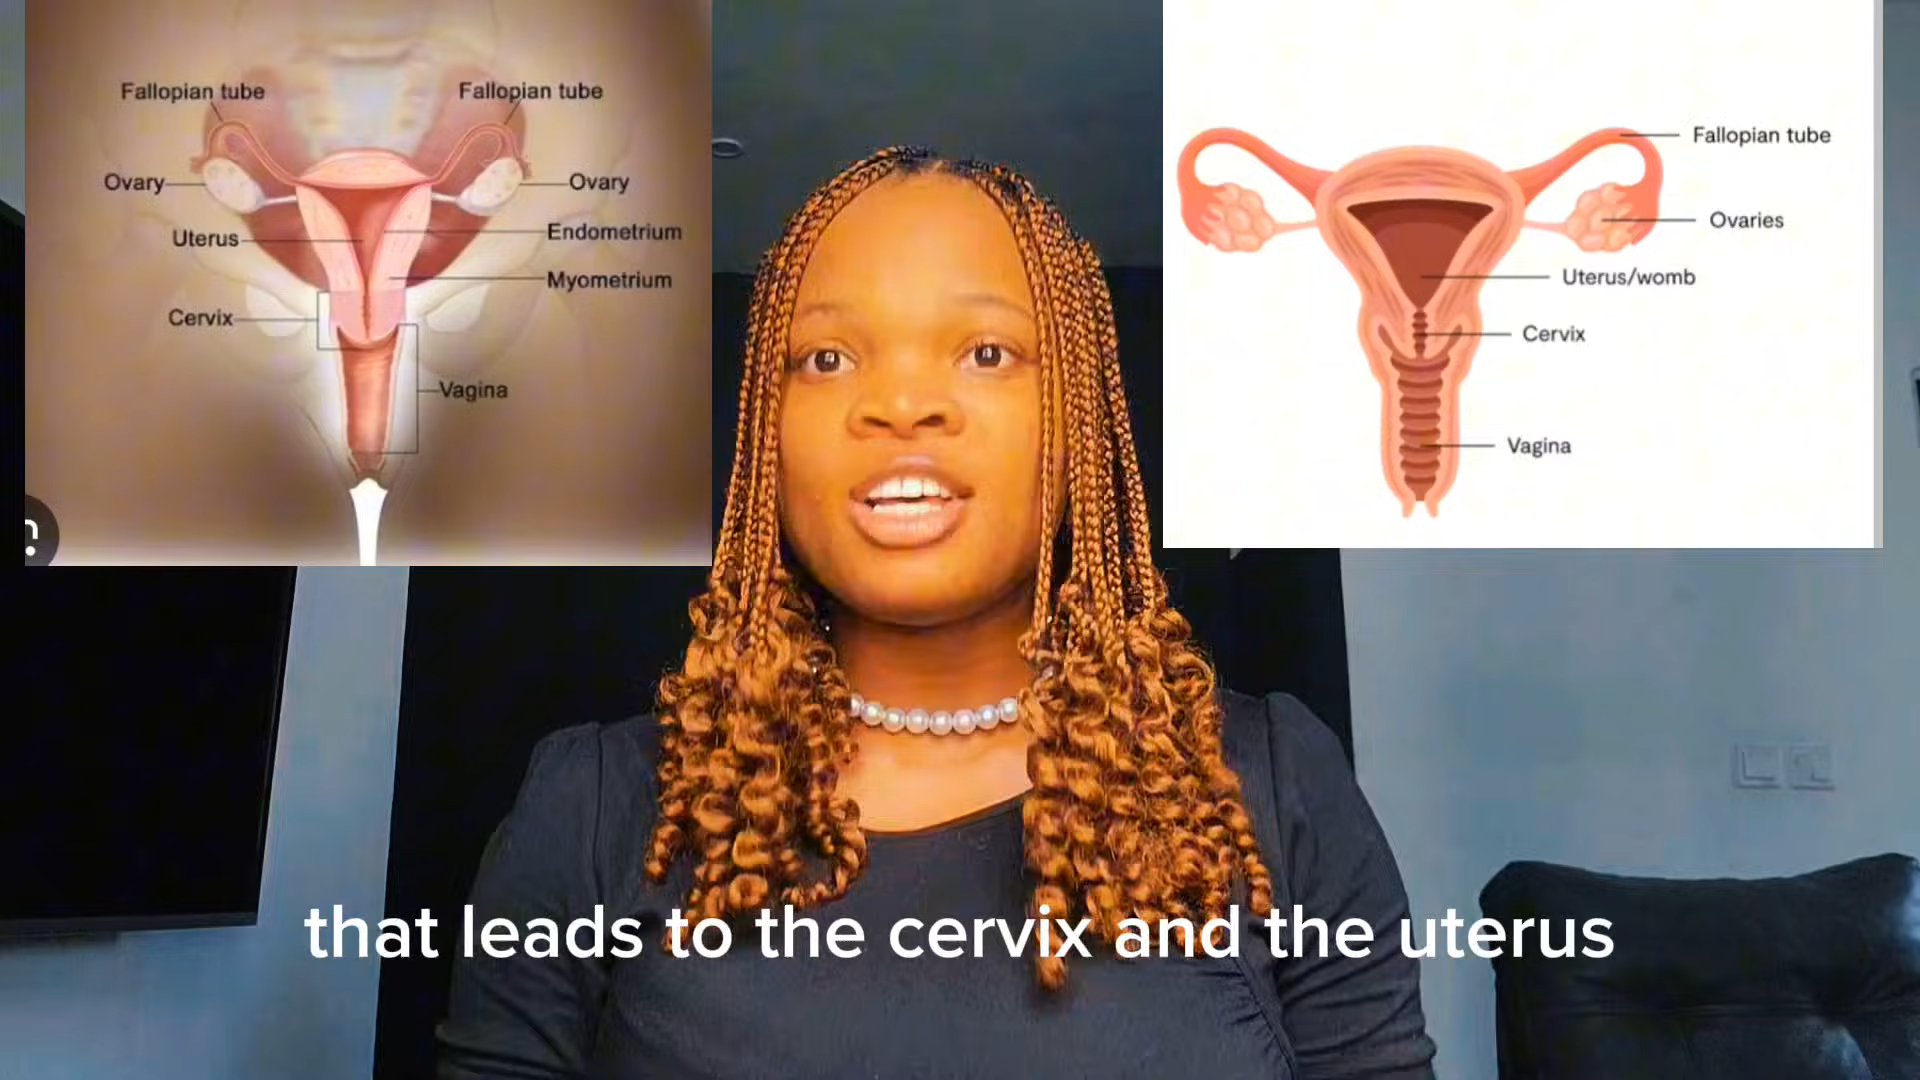 Fallopian tube
Fallopian tube
Ovary
Ovary
Uterus
Endometrium
Myometrium
Cervix
Vagina
Fallopian tube
Ovaries
Uterus/womb
Cervix
Vagina
that leads to the cervix and the uterus